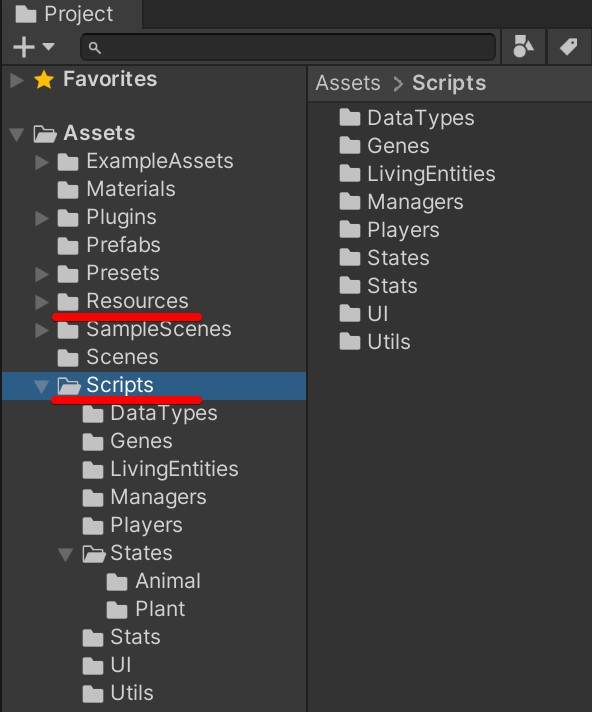 Project
Favorites
Assets
ExampleAssets
Materials
Plugins
Prefabs
Presets
Resources
SampleScenes
Scenes
Scripts
DataTypes
Genes
LivingEntities
Managers
Players
States
Animal
Plant
Stats
UI
Utils
Assets > Scripts
DataTypes
Genes
LivingEntities
Managers
Players
States
Stats
UI
Utils